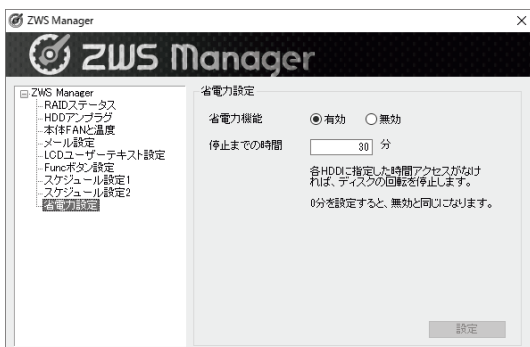 ZWS Manager
ZWS Manager
ZWS Manager
RAIDステータス
HDDアンプラグ
本体FANと温度
メール設定
LCDユーザーテキスト設定
Funcボタン設定
スケジュール設定1
スケジュール設定2
省電力設定
省電力設定
省電力機能
有効
無効
停止までの時間
30 分
各HDDに指定した時間アクセスがなけ
れば、ディスクの回転を停止します。
0分を設定すると、無効と同じになります。
設定